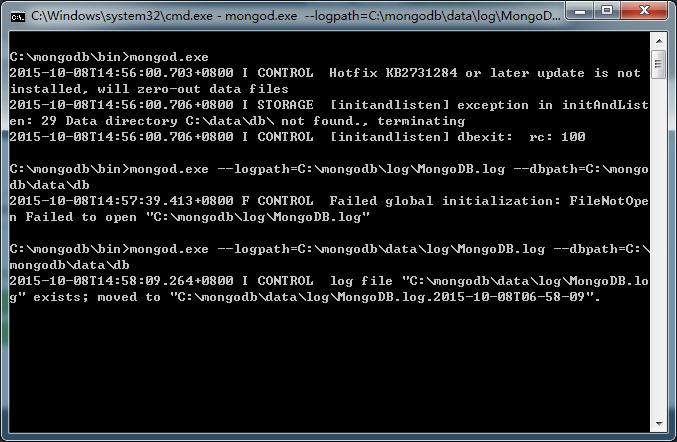 C:\Windows\system32\cmd.exe - mongod.exe  --logpath=C:\mongodb\data\log\MongoD...
C:\mongodb\bin>mongod.exe
2015-10-08T14:56:00.703+0800 I CONTROL  Hotfix KB2731284 or later update is not
installed, will zero-out data files
2015-10-08T14:56:00.706+0800 I STORAGE  [initandlisten] exception in initAndList
en: 29 Data directory C:\data\db\ not found., terminating
2015-10-08T14:56:00.706+0800 I CONTROL  [initandlisten] dbexit:  rc: 100
C:\mongodb\bin>mongod.exe --logpath=C:\mongodb\log\MongoDB.log --dbpath=C:\mongo
db\data\db
2015-10-08T14:57:39.413+0800 F CONTROL  Failed global initialization: FileNotOpe
n Failed to open "C:\mongodb\log\MongoDB.log"
C:\mongodb\bin>mongod.exe --logpath=C:\mongodb\data\log\MongoDB.log --dbpath=C:\
mongodb\data\db
2015-10-08T14:58:09.264+0800 I CONTROL  log file "C:\mongodb\data\log\MongoDB.lo
g" exists; moved to "C:\mongodb\data\log\MongoDB.log.2015-10-08T06-58-09".